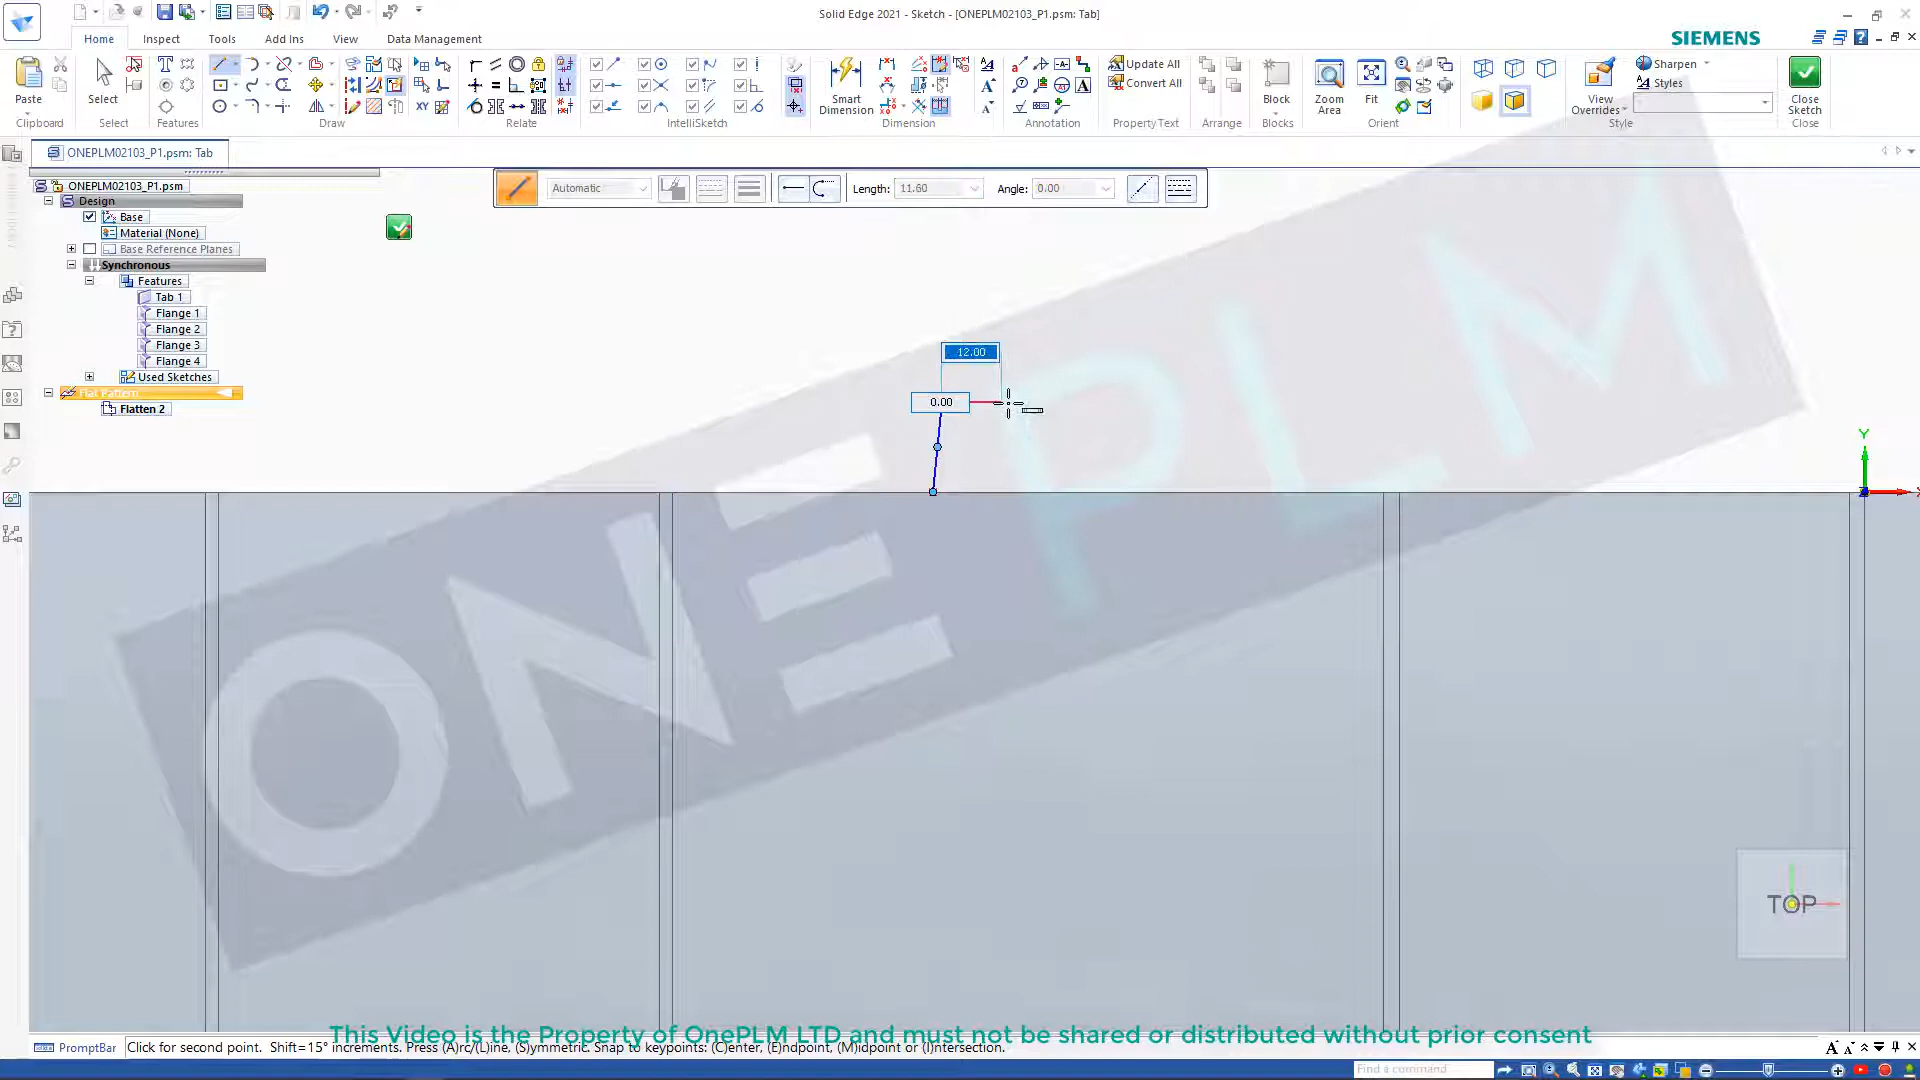 Solid Edge 2021 - Sketch - [ONEPLM02103_P1.psm: Tab]
Home
Inspect
Tools
Add Ins
View
Data Management
SIEMENS
Paste
Clipboard
Select
Select
Features
Draw
Relate
IntelliSketch
Smart
Dimension
Dimension
Annotation
Update All
Convert All
PropertyText
Arrange
Block
Blocks
Zoom
Area
Fit
Orient
View
Overrides
Sharpen
Styles
Style
Close
Sketch
Close
ONEPLM02103_P1.psm: Tab
ONEPLM02103_P1.psm
Design
Base
Material (None)
Base Reference Planes
Synchronous
Features
Tab 1
Flange 1
Flange 2
Flange 3
Flange 4
Used Sketches
Flat Pattern
Flatten 2
Automatic
Length: 11.60
Angle: 0.00
12.00
0.00
Y
ONEPLM
TOP
This Video is the Property of OnePLM LTD and must not be shared or distributed without prior consent
PromptBar
Click for second point. Shift=15° increments. Press (A)rc/(L)ine, (S)ymmetric. Snap to keypoints: (C)enter, (E)ndpoint, (M)idpoint or (I)ntersection.
Find a command